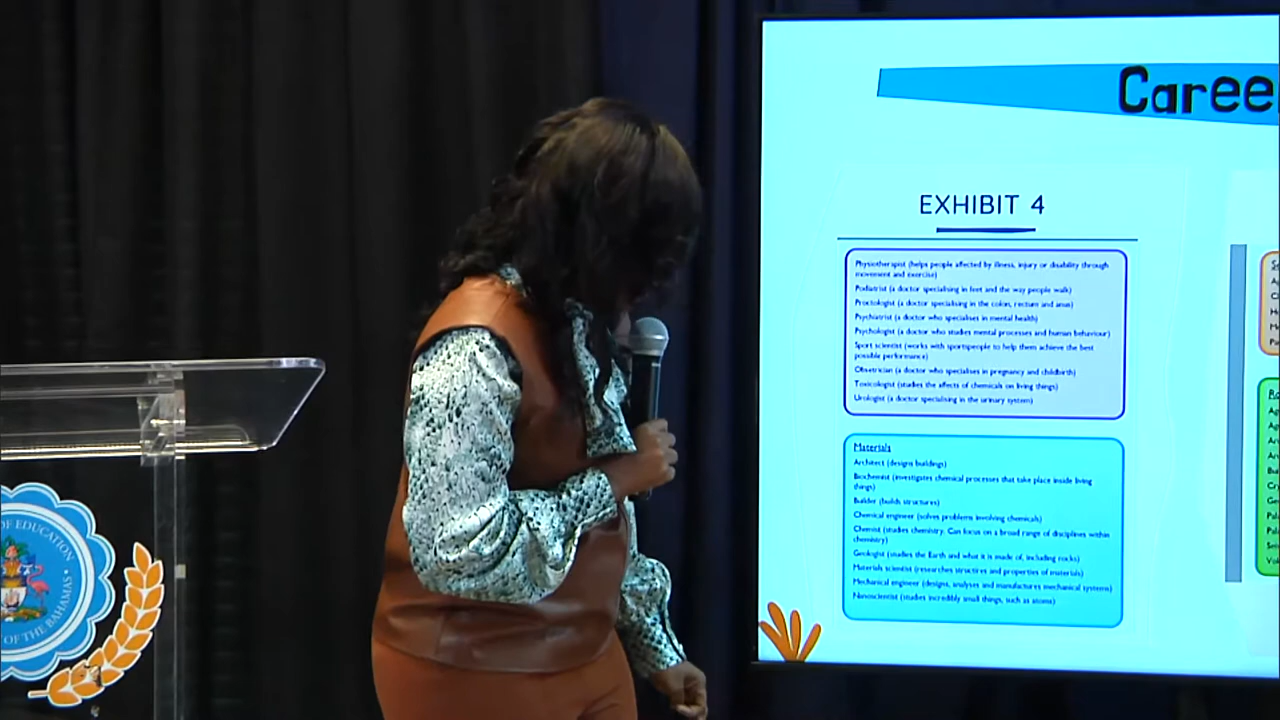 Caree
EXHIBIT 4
Physiotherapist (helps people affected by illness, injury or disability through
movement and exercise)
Podiatrist (a doctor specialising in feet and the way people walk)
Proctologist (a doctor specialising in the colon, rectum and anus)
Psychiatrist (a doctor who specialises in mental health)
Psychologist (a doctor who studies mental processes and human behaviour)
Sport scientist (works with sportspeople to help them achieve the best
possible performance)
Obstetrician (a doctor who specialises in pregnancy and childbirth)
Toxicologist (studies the affects of chemicals on living things)
Urologist (a doctor specialising in the urinary system)
Materials
Architect (designs buildings)
Biochemist (investigates chemical processes that take place inside living
things)
Builder (builds structures)
Chemical engineer (solves problems involving chemicals)
Chemist (studies chemistry. Can focus on a broad range of disciplines within
chemistry)
Geologist (studies the Earth and what it is made of, including rocks)
Materials scientist (researches structures and properties of materials)
Mechanical engineer (designs, analyses and manufactures mechanical systems)
Nanoscientist (studies incredibly small things, such as atoms)
OF EDUCATION
OF THE BAHAMAS